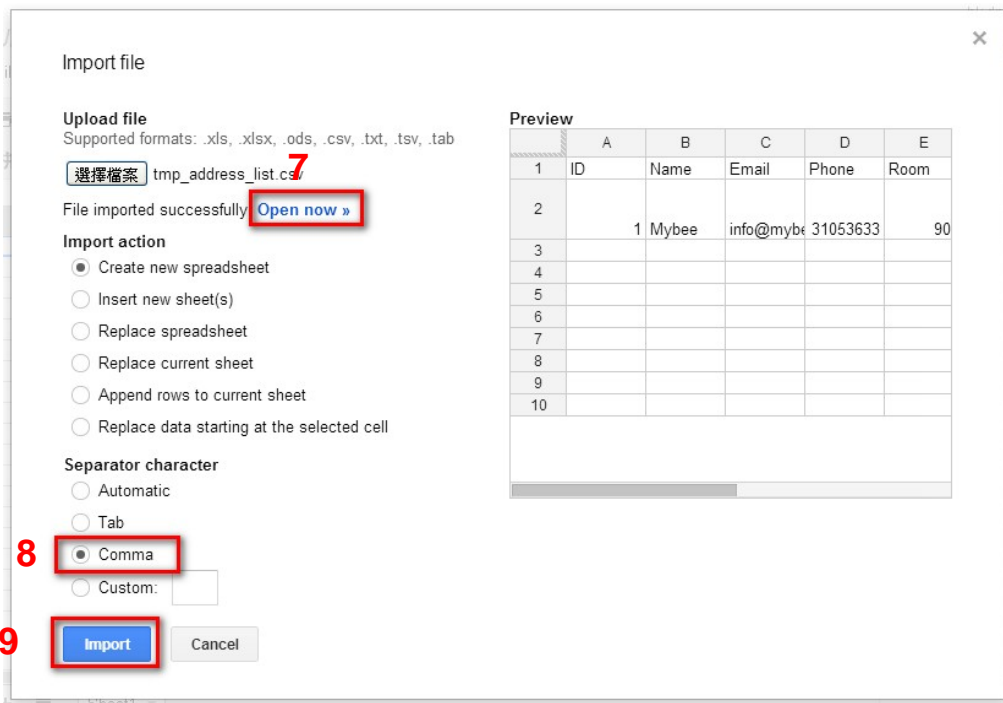 Import file
Upload file
Supported formats: .xls, .xlsx, .ods, .csv, .txt, .tsv, .tab
7
選擇檔案 tmp_address_list.csv
File imported successfully Open now »
Import action
Create new spreadsheet
Insert new sheet(s)
Replace spreadsheet
Replace current sheet
Append rows to current sheet
Replace data starting at the selected cell
Separator character
Automatic
Tab
8 Comma
Custom:
9 Import Cancel
Preview
A B C D E
1 ID Name Email Phone Room
2 1 Mybee info@mybe 31053633 90
3
4
5
6
7
8
9
10